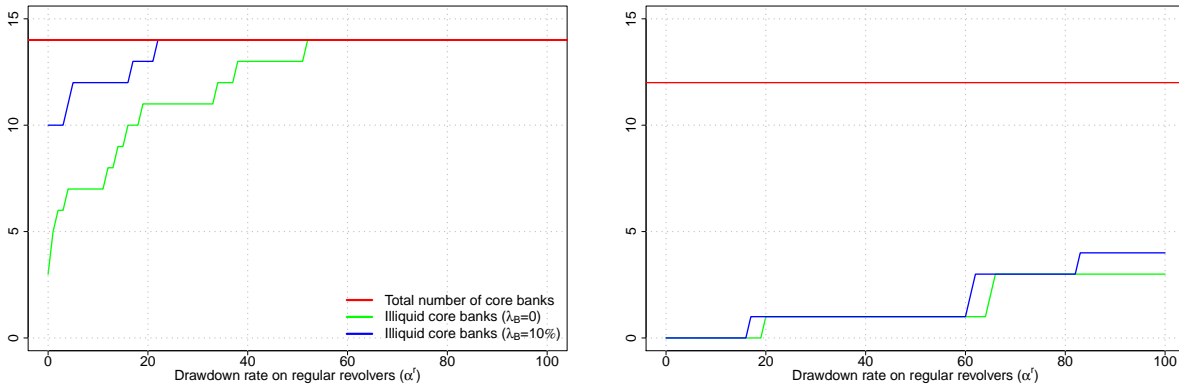 15
10
5
0
0 20 40 60 80 100
Drawdown rate on regular revolvers (αʳ)
Total number of core banks
Illiquid core banks (λ_B=0)
Illiquid core banks (λ_B=10%)
15
10
5
0
0 20 40 60 80 100
Drawdown rate on regular revolvers (αʳ)